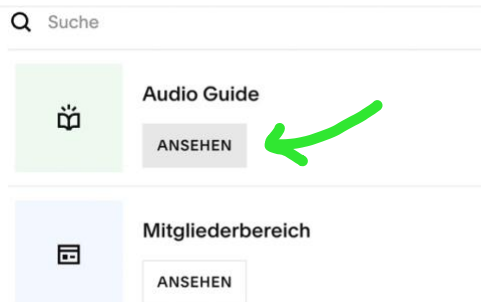 Suche
Audio Guide
ANSEHEN
Mitgliederbereich
ANSEHEN